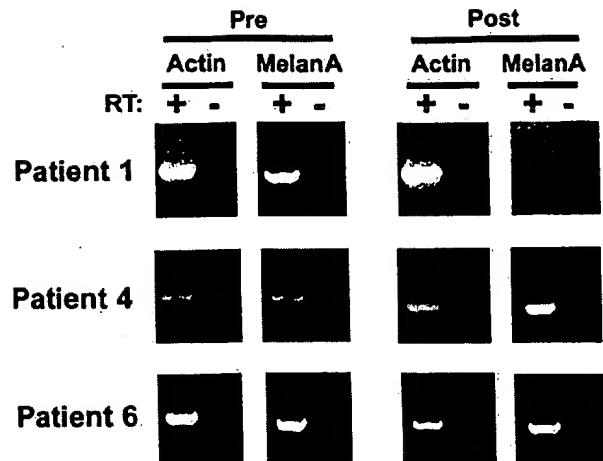 Pre Post
Actin MelanA Actin MelanA
RT: + - + - + - + -
Patient 1
Patient 4
Patient 6